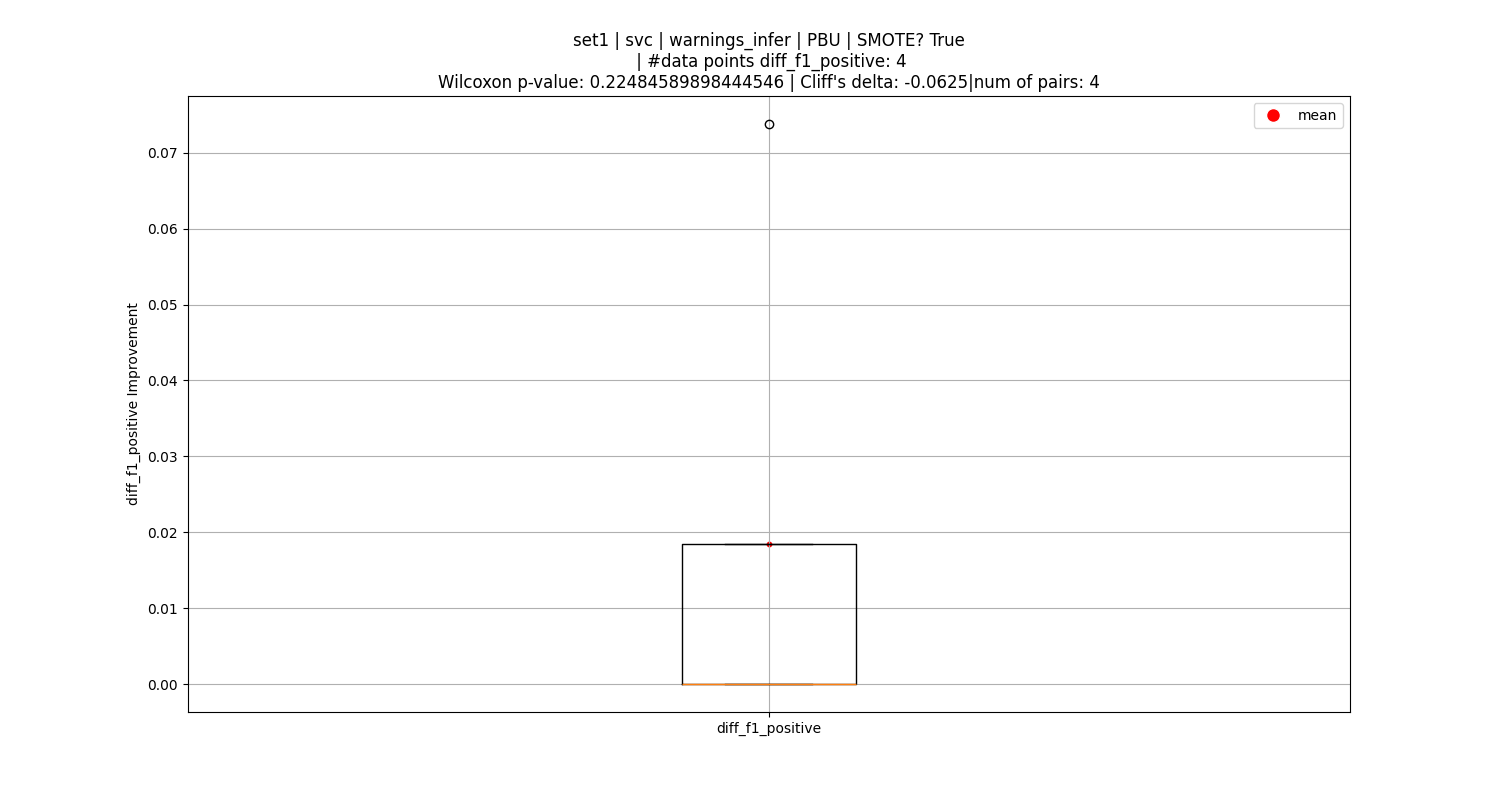 set1 | svc | warnings_infer | PBU | SMOTE? True
| #data points diff_f1_positive: 4
Wilcoxon p-value: 0.22484589898444546 | Cliff's delta: -0.0625|num of pairs: 4
mean
0.07
0.06
0.05
0.04
0.03
0.02
0.01
0.00
diff_f1_positive Improvement
diff_f1_positive